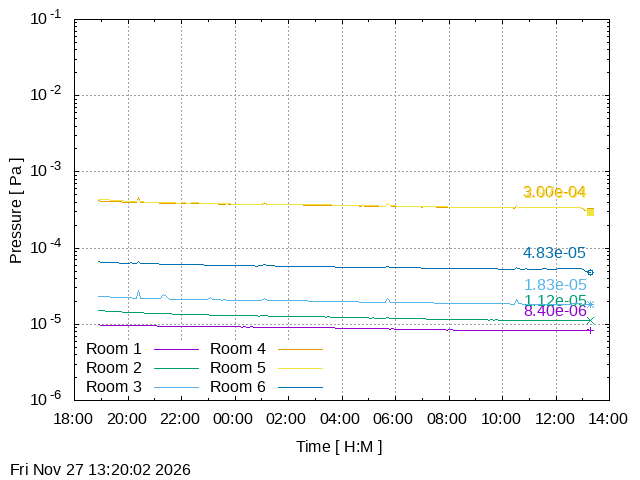 10^-1
10^-2
10^-3
10^-4
10^-5
10^-6
Pressure [ Pa ]
3.00e-04
4.83e-05
1.83e-05
1.12e-05
8.40e-06
Room 1 Room 4
Room 2 Room 5
Room 3 Room 6
18:00 20:00 22:00 00:00 02:00 04:00 06:00 08:00 10:00 12:00 14:00
Time [ H:M ]
Fri Nov 27 13:20:02 2026